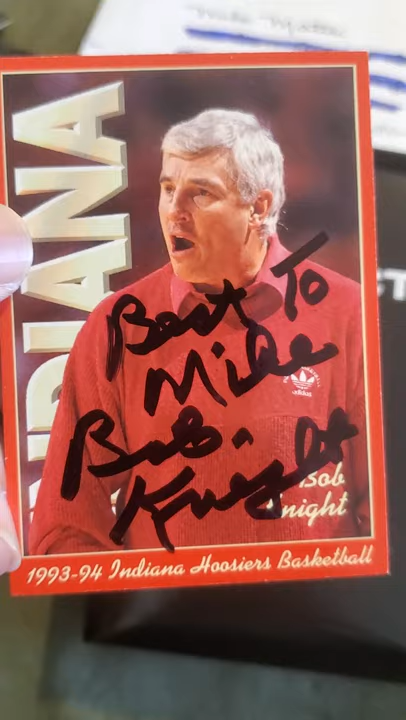 INDIANA
Best To
Mike
Bob
Knight
adidas
Bob
Knight
1993-94 Indiana Hoosiers Basketball